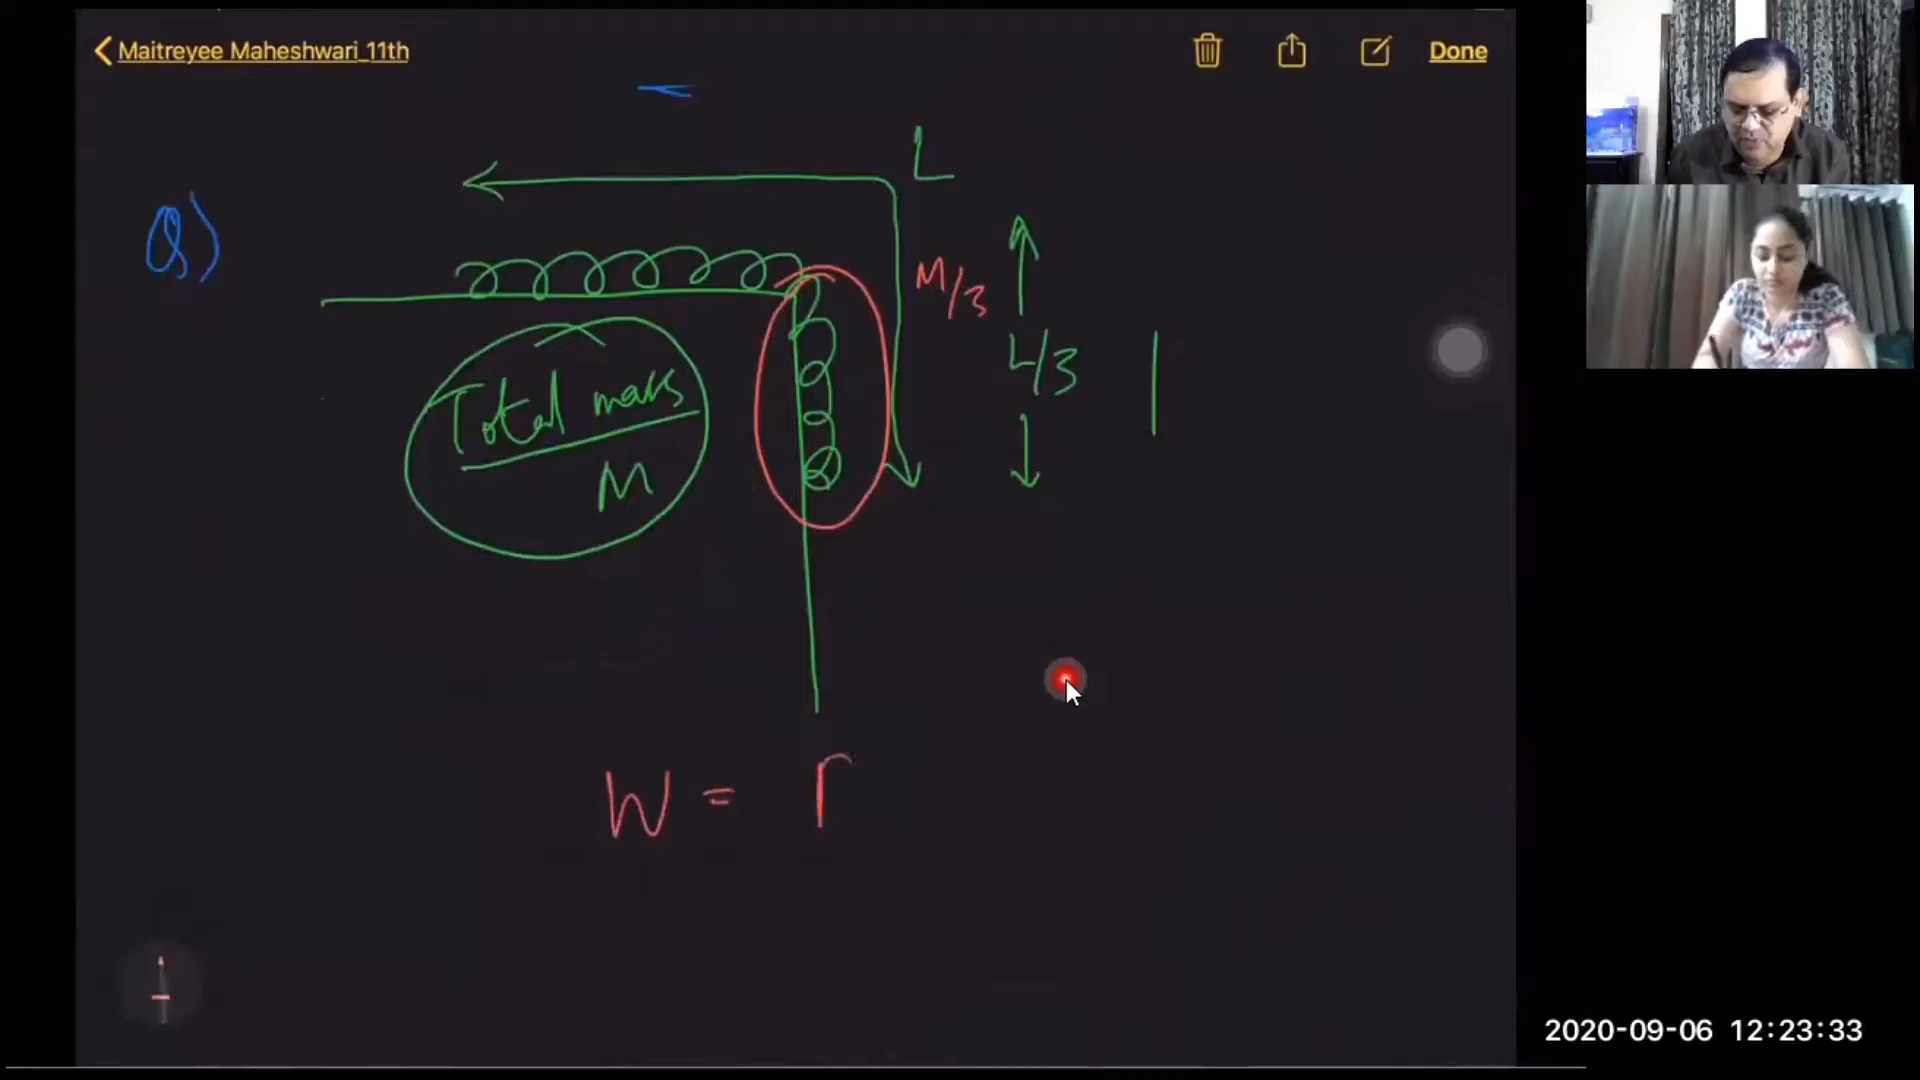 Maitreyee Maheshwari_11th
Done
L
Q)
M/3
L/3
Total mass
M
W = Γ
2020-09-06 12:23:33